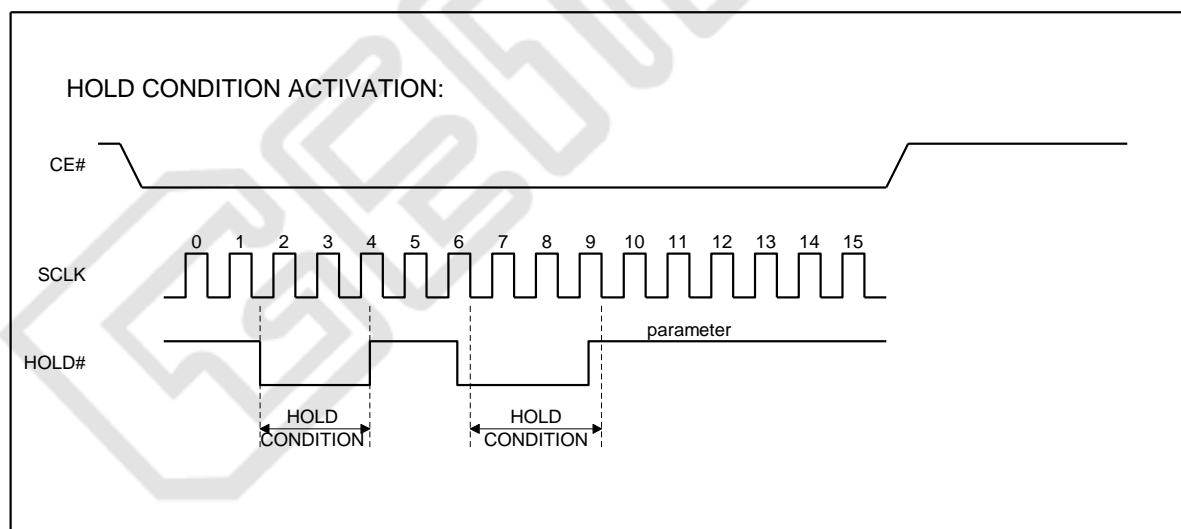 HOLD CONDITION ACTIVATION:
CE#
0 1 2 3 4 5 6 7 8 9 10 11 12 13 14 15
SCLK
parameter
HOLD#
HOLD
CONDITION
HOLD
CONDITION